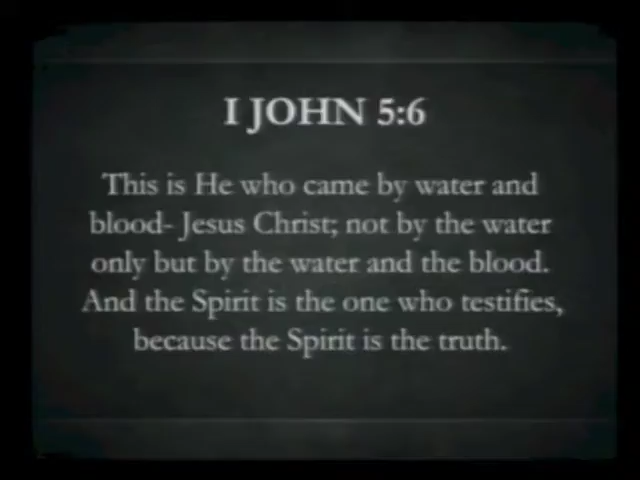 I JOHN 5:6
This is He who came by water and
blood- Jesus Christ; not by the water
only but by the water and the blood.
And the Spirit is the one who testifies,
because the Spirit is the truth.